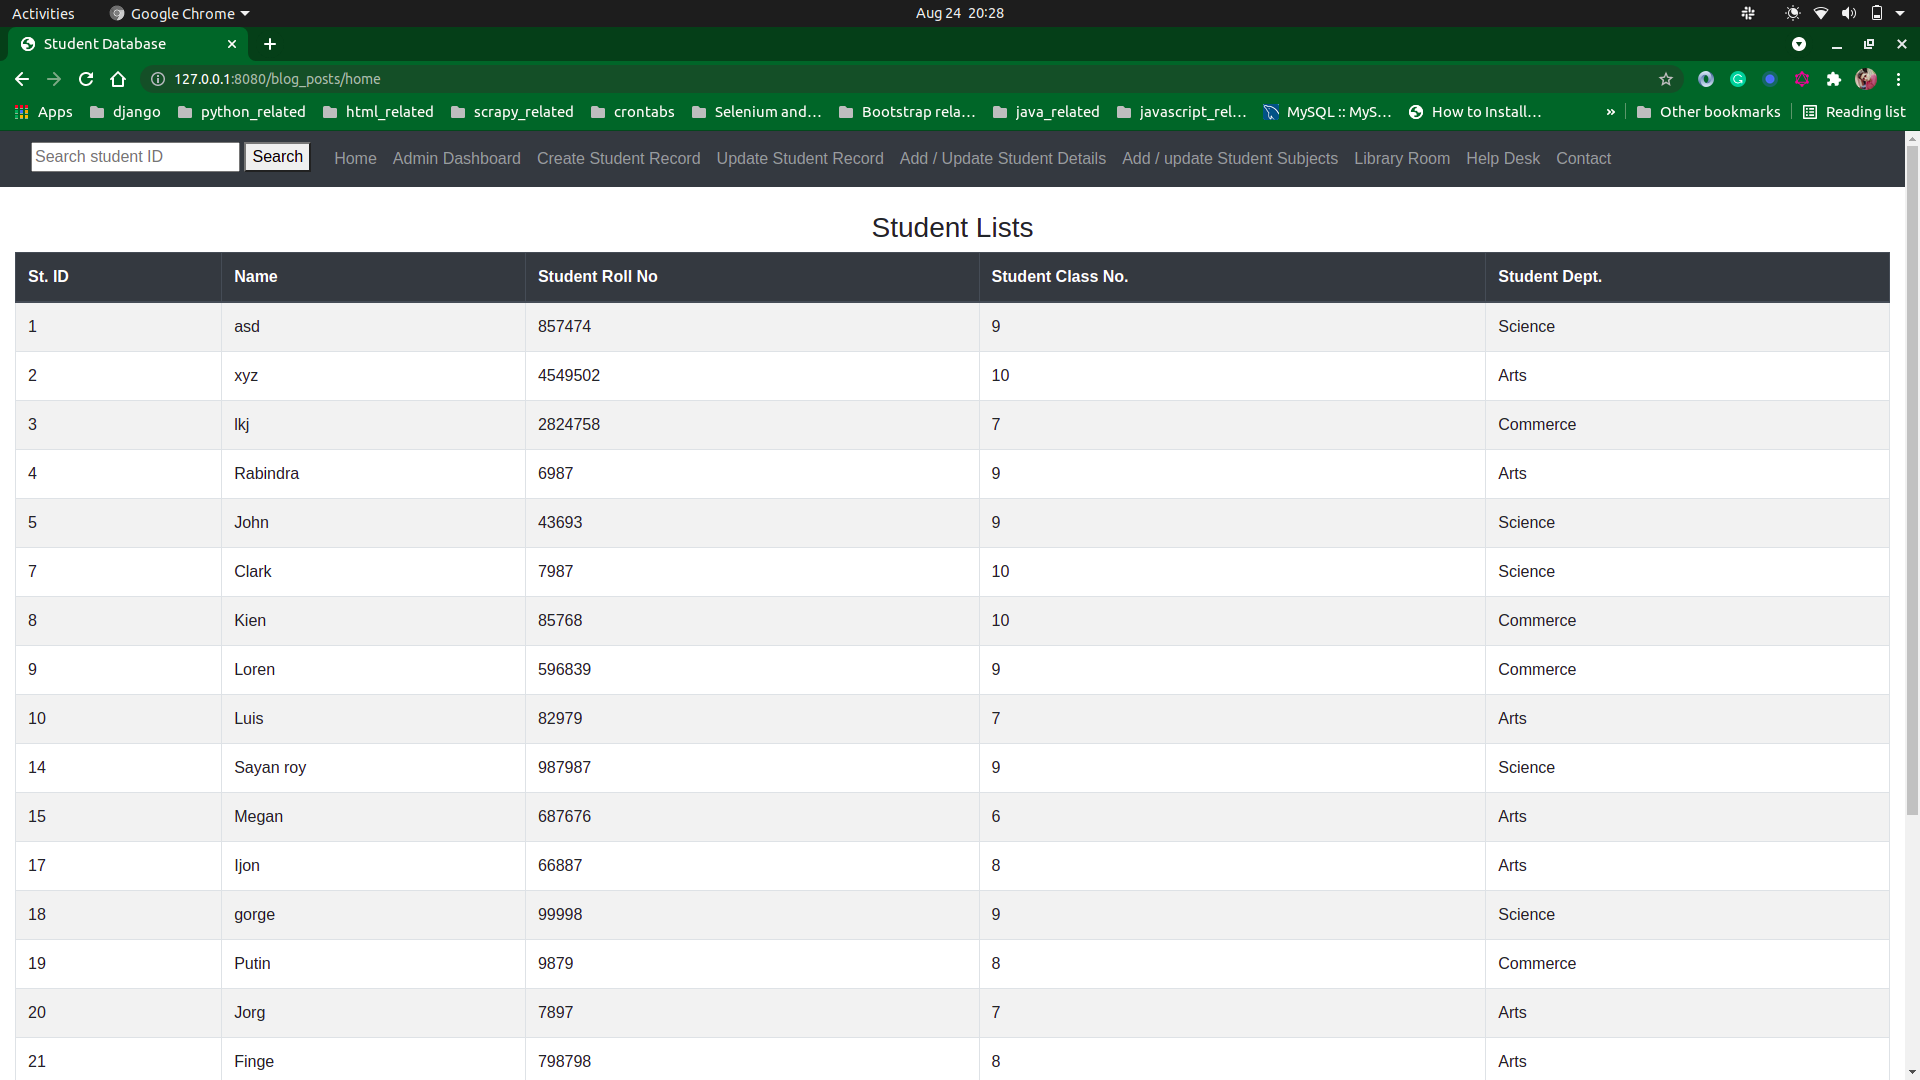 Activities Google Chrome Aug 24 20:28
Student Database
127.0.0.1:8080/blog_posts/home
Apps django python_related html_related scrapy_related crontabs Selenium and… Bootstrap rela… java_related javascript_rel… MySQL :: MyS… How to Install… » Other bookmarks Reading list
Search student ID Search Home Admin Dashboard Create Student Record Update Student Record Add / Update Student Details Add / update Student Subjects Library Room Help Desk Contact
Student Lists
St. ID Name Student Roll No Student Class No. Student Dept.
1 asd 857474 9 Science
2 xyz 4549502 10 Arts
3 lkj 2824758 7 Commerce
4 Rabindra 6987 9 Arts
5 John 43693 9 Science
7 Clark 7987 10 Science
8 Kien 85768 10 Commerce
9 Loren 596839 9 Commerce
10 Luis 82979 7 Arts
14 Sayan roy 987987 9 Science
15 Megan 687676 6 Arts
17 Ijon 66887 8 Arts
18 gorge 99998 9 Science
19 Putin 9879 8 Commerce
20 Jorg 7897 7 Arts
21 Finge 798798 8 Arts